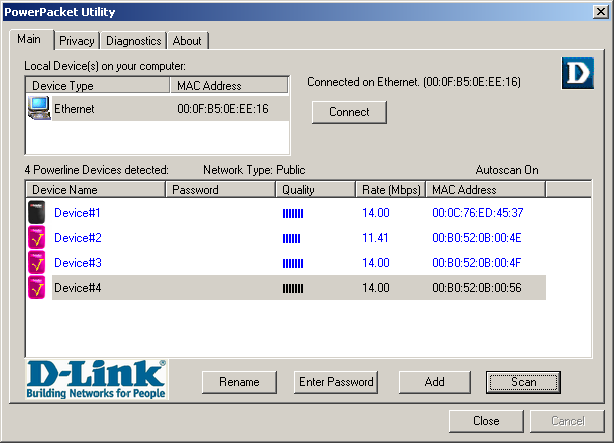 PowerPacket Utility
Main Privacy Diagnostics About
Local Device(s) on your computer:
Device Type MAC Address
Ethernet 00:0F:B5:0E:EE:16
Connected on Ethernet. (00:0F:B5:0E:EE:16)
D
Connect
4 Powerline Devices detected: Network Type: Public Autoscan On
Device Name Password Quality Rate (Mbps) MAC Address
Device#1 14.00 00:0C:76:ED:45:37
Device#2 11.41 00:B0:52:0B:00:4E
Device#3 14.00 00:B0:52:0B:00:4F
Device#4 14.00 00:B0:52:0B:00:56
D-Link
Building Networks for People
Rename Enter Password Add Scan
Close Cancel